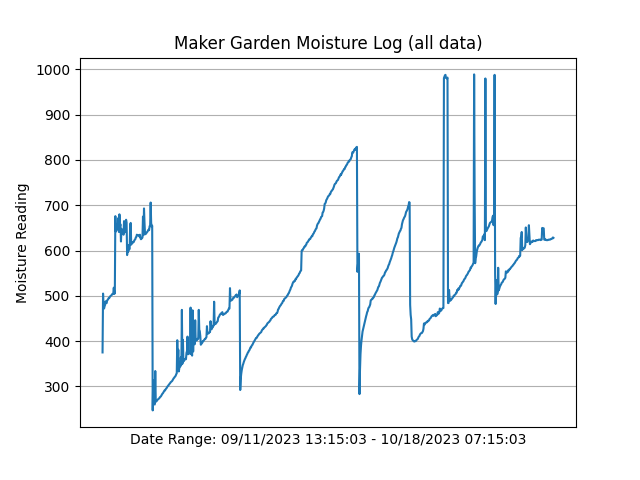 Maker Garden Moisture Log (all data)
1000
900
800
700
600
500
400
300
Moisture Reading
Date Range: 09/11/2023 13:15:03 - 10/18/2023 07:15:03